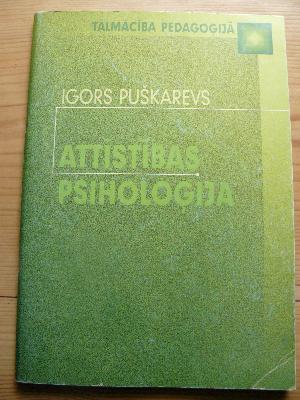 TALMĀCĪBA PEDAGOĢIJĀ
IGORS PUŠKAREVS
ATTĪSTĪBAS
PSIHOLOĢIJA